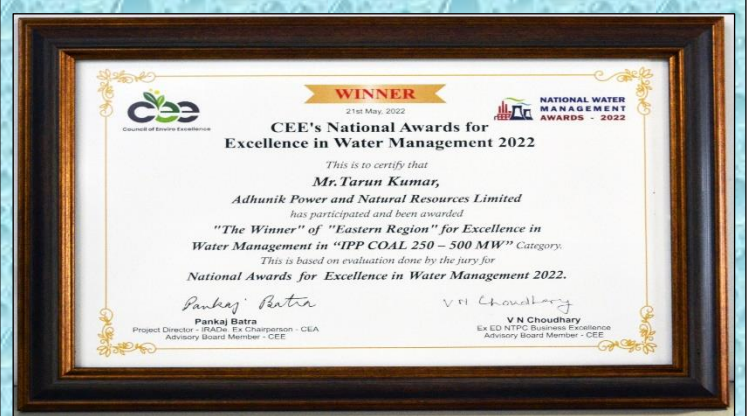 WINNER
21st May, 2022
cee
Council of Enviro Excellence
NATIONAL WATER
MANAGEMENT
AWARDS - 2022
CEE's National Awards for
Excellence in Water Management 2022
This is to certify that
Mr.Tarun Kumar,
Adhunik Power and Natural Resources Limited
has participated and been awarded
"The Winner" of "Eastern Region" for Excellence in
Water Management in “IPP COAL 250 – 500 MW” Category.
This is based on evaluation done by the jury for
National Awards for Excellence in Water Management 2022.
Pankaj Batra
V N Choudhary
Pankaj Batra
Project Director - IRADe. Ex Chairperson - CEA
Advisory Board Member - CEE
V N Choudhary
Ex ED NTPC Business Excellence
Advisory Board Member - CEE